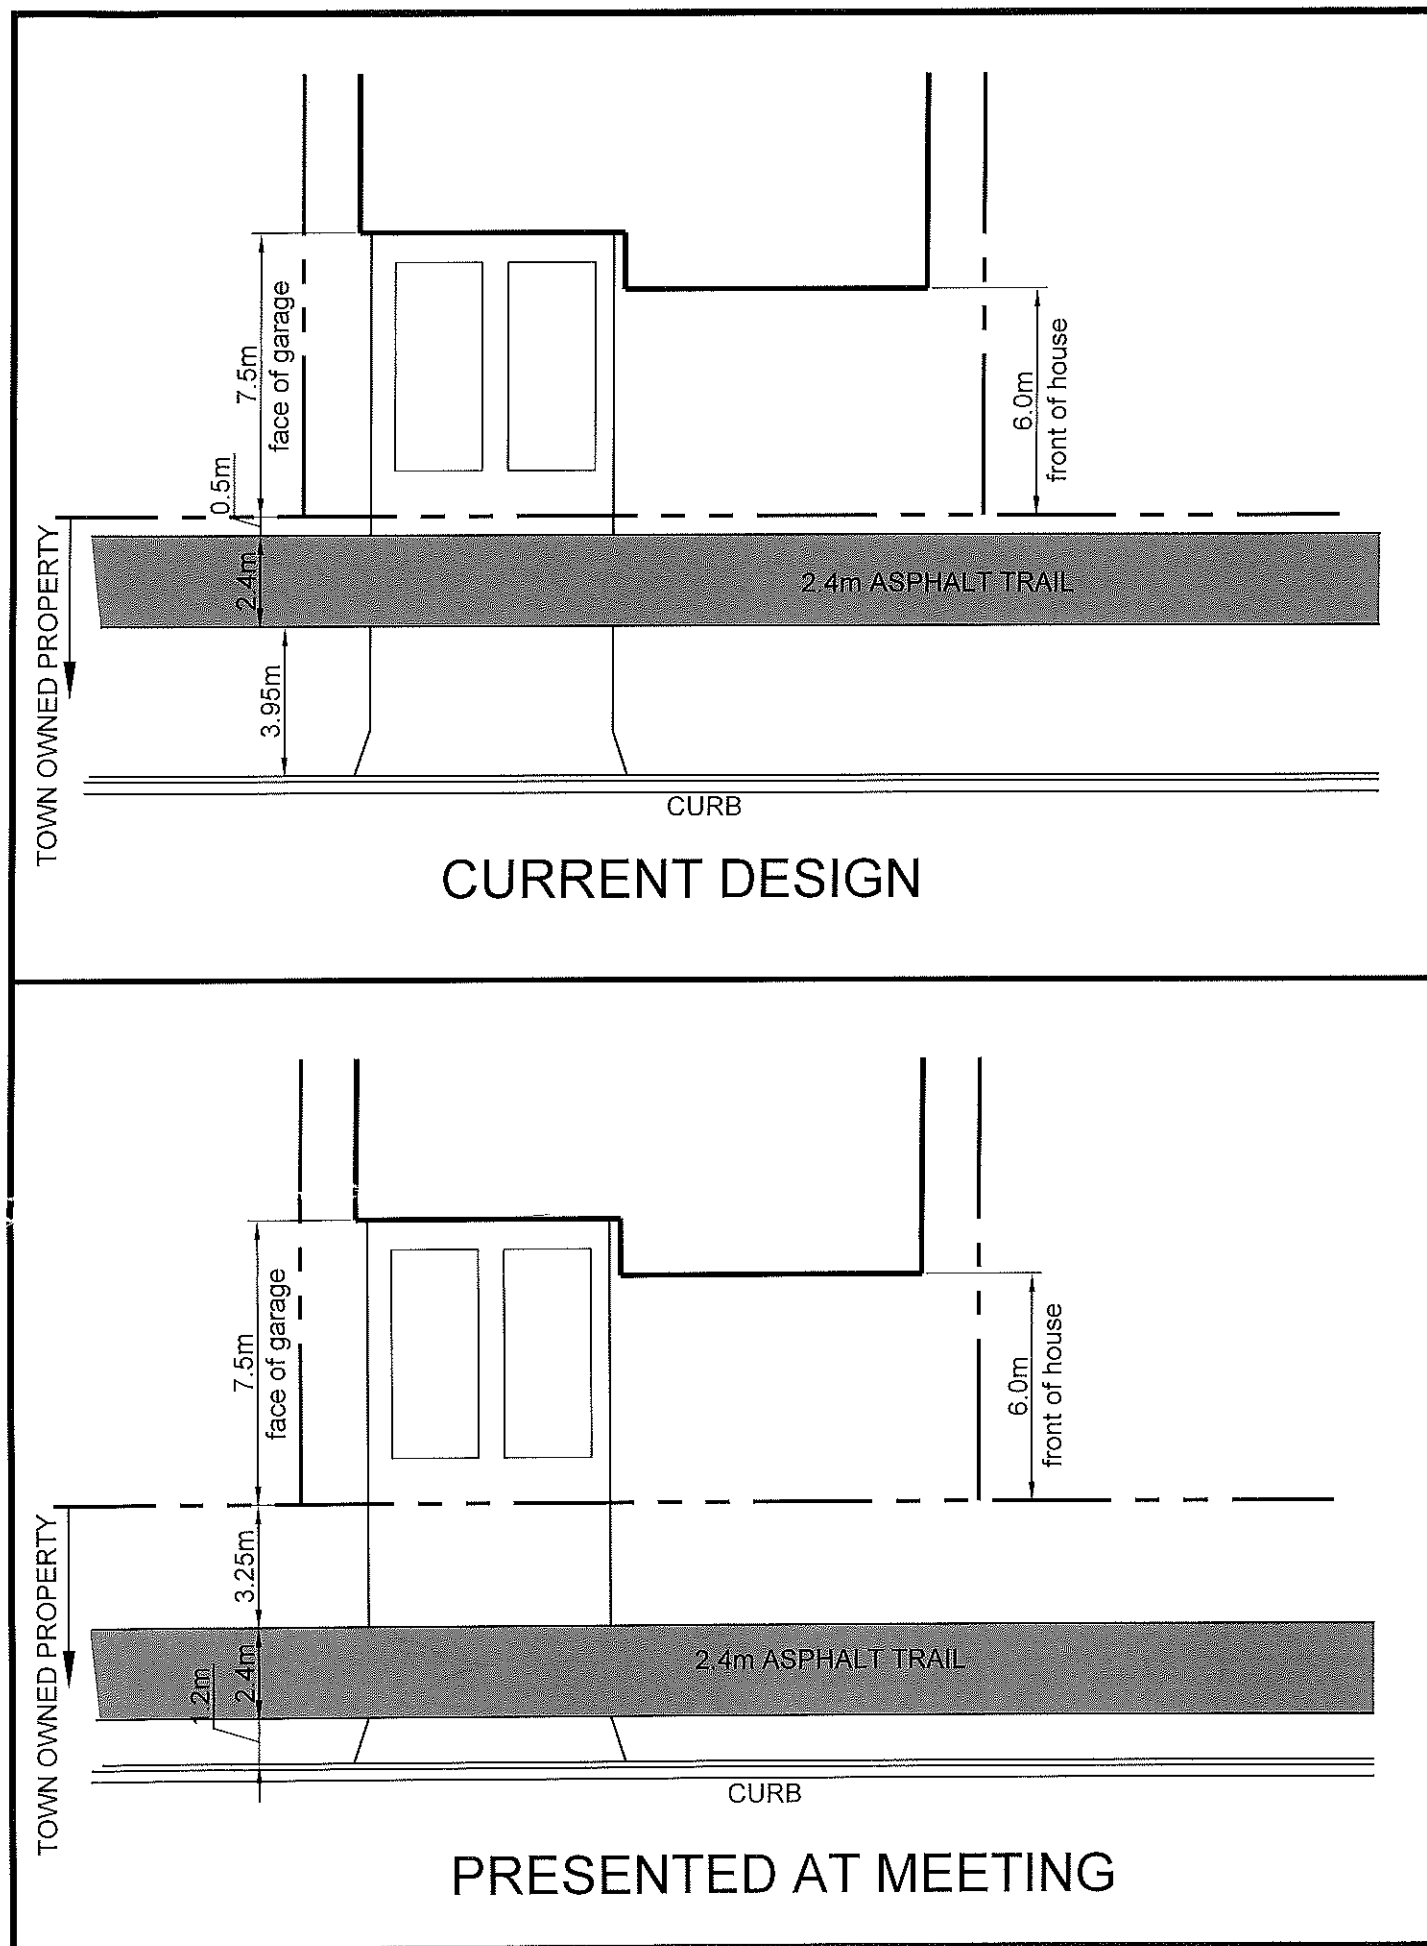 7.5m
face of garage
0.5m
6.0m
front of house
TOWN OWNED PROPERTY
2.4m
2.4m ASPHALT TRAIL
3.95m
CURB
CURRENT DESIGN
7.5m
face of garage
6.0m
front of house
3.25m
TOWN OWNED PROPERTY
2.4m
1.2m
2.4m ASPHALT TRAIL
CURB
PRESENTED AT MEETING